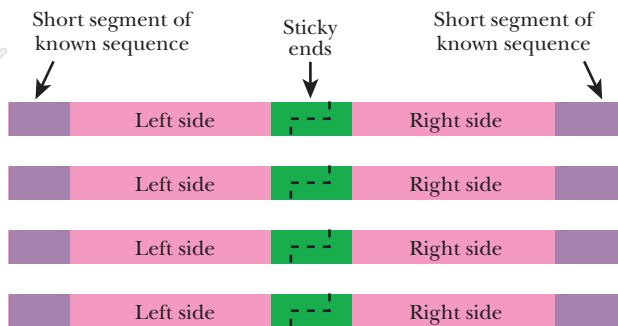 Short segment of
known sequence
Sticky
ends
Short segment of
known sequence
Left side
Right side
Left side
Right side
Left side
Right side
Left side
Right side